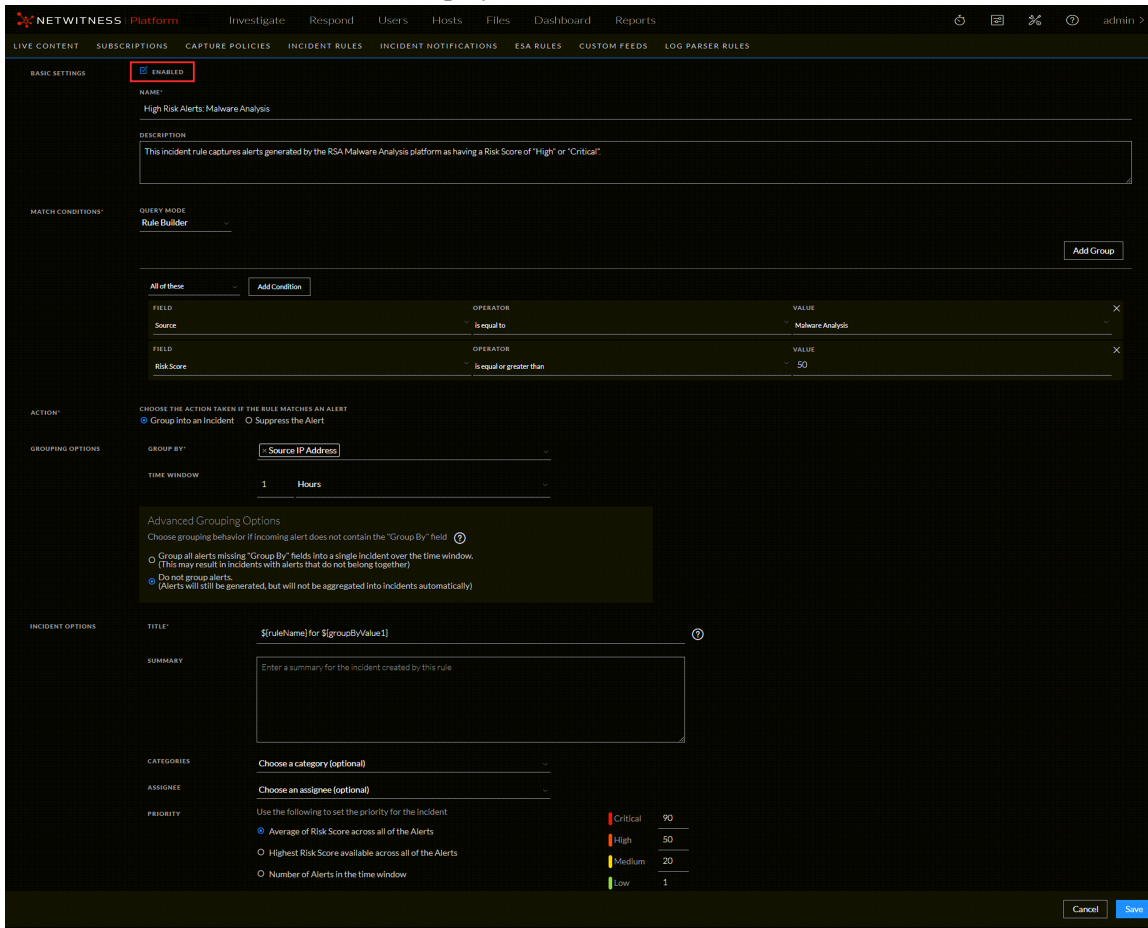 NETWITNESS Platform Investigate Respond Users Hosts Files Dashboard Reports admin >
LIVE CONTENT SUBSCRIPTIONS CAPTURE POLICIES INCIDENT RULES INCIDENT NOTIFICATIONS ESA RULES CUSTOM FEEDS LOG PARSER RULES
BASIC SETTINGS ENABLED
NAME*
High Risk Alerts: Malware Analysis
DESCRIPTION
This incident rule captures alerts generated by the RSA Malware Analysis platform as having a Risk Score of "High" or "Critical".
MATCH CONDITIONS* QUERY MODE
Rule Builder
Add Group
All of these Add Condition
FIELD OPERATOR VALUE
Source is equal to Malware Analysis
FIELD OPERATOR VALUE
Risk Score is equal or greater than 50
ACTION* CHOOSE THE ACTION TAKEN IF THE RULE MATCHES AN ALERT
Group into an Incident Suppress the Alert
GROUPING OPTIONS GROUP BY* × Source IP Address
TIME WINDOW 1 Hours
Advanced Grouping Options
Choose grouping behavior if incoming alert does not contain the "Group By" field
Group all alerts missing "Group By" fields into a single incident over the time window.
(This may result in incidents with alerts that do not belong together)
Do not group alerts.
(Alerts will still be generated, but will not be aggregated into incidents automatically)
INCIDENT OPTIONS TITLE* ${ruleName} for ${groupByValue1}
SUMMARY Enter a summary for the incident created by this rule
CATEGORIES Choose a category (optional)
ASSIGNEE Choose an assignee (optional)
PRIORITY Use the following to set the priority for the incident
Average of Risk Score across all of the Alerts
Highest Risk Score available across all of the Alerts
Number of Alerts in the time window
Critical 90
High 50
Medium 20
Low 1
Cancel Save